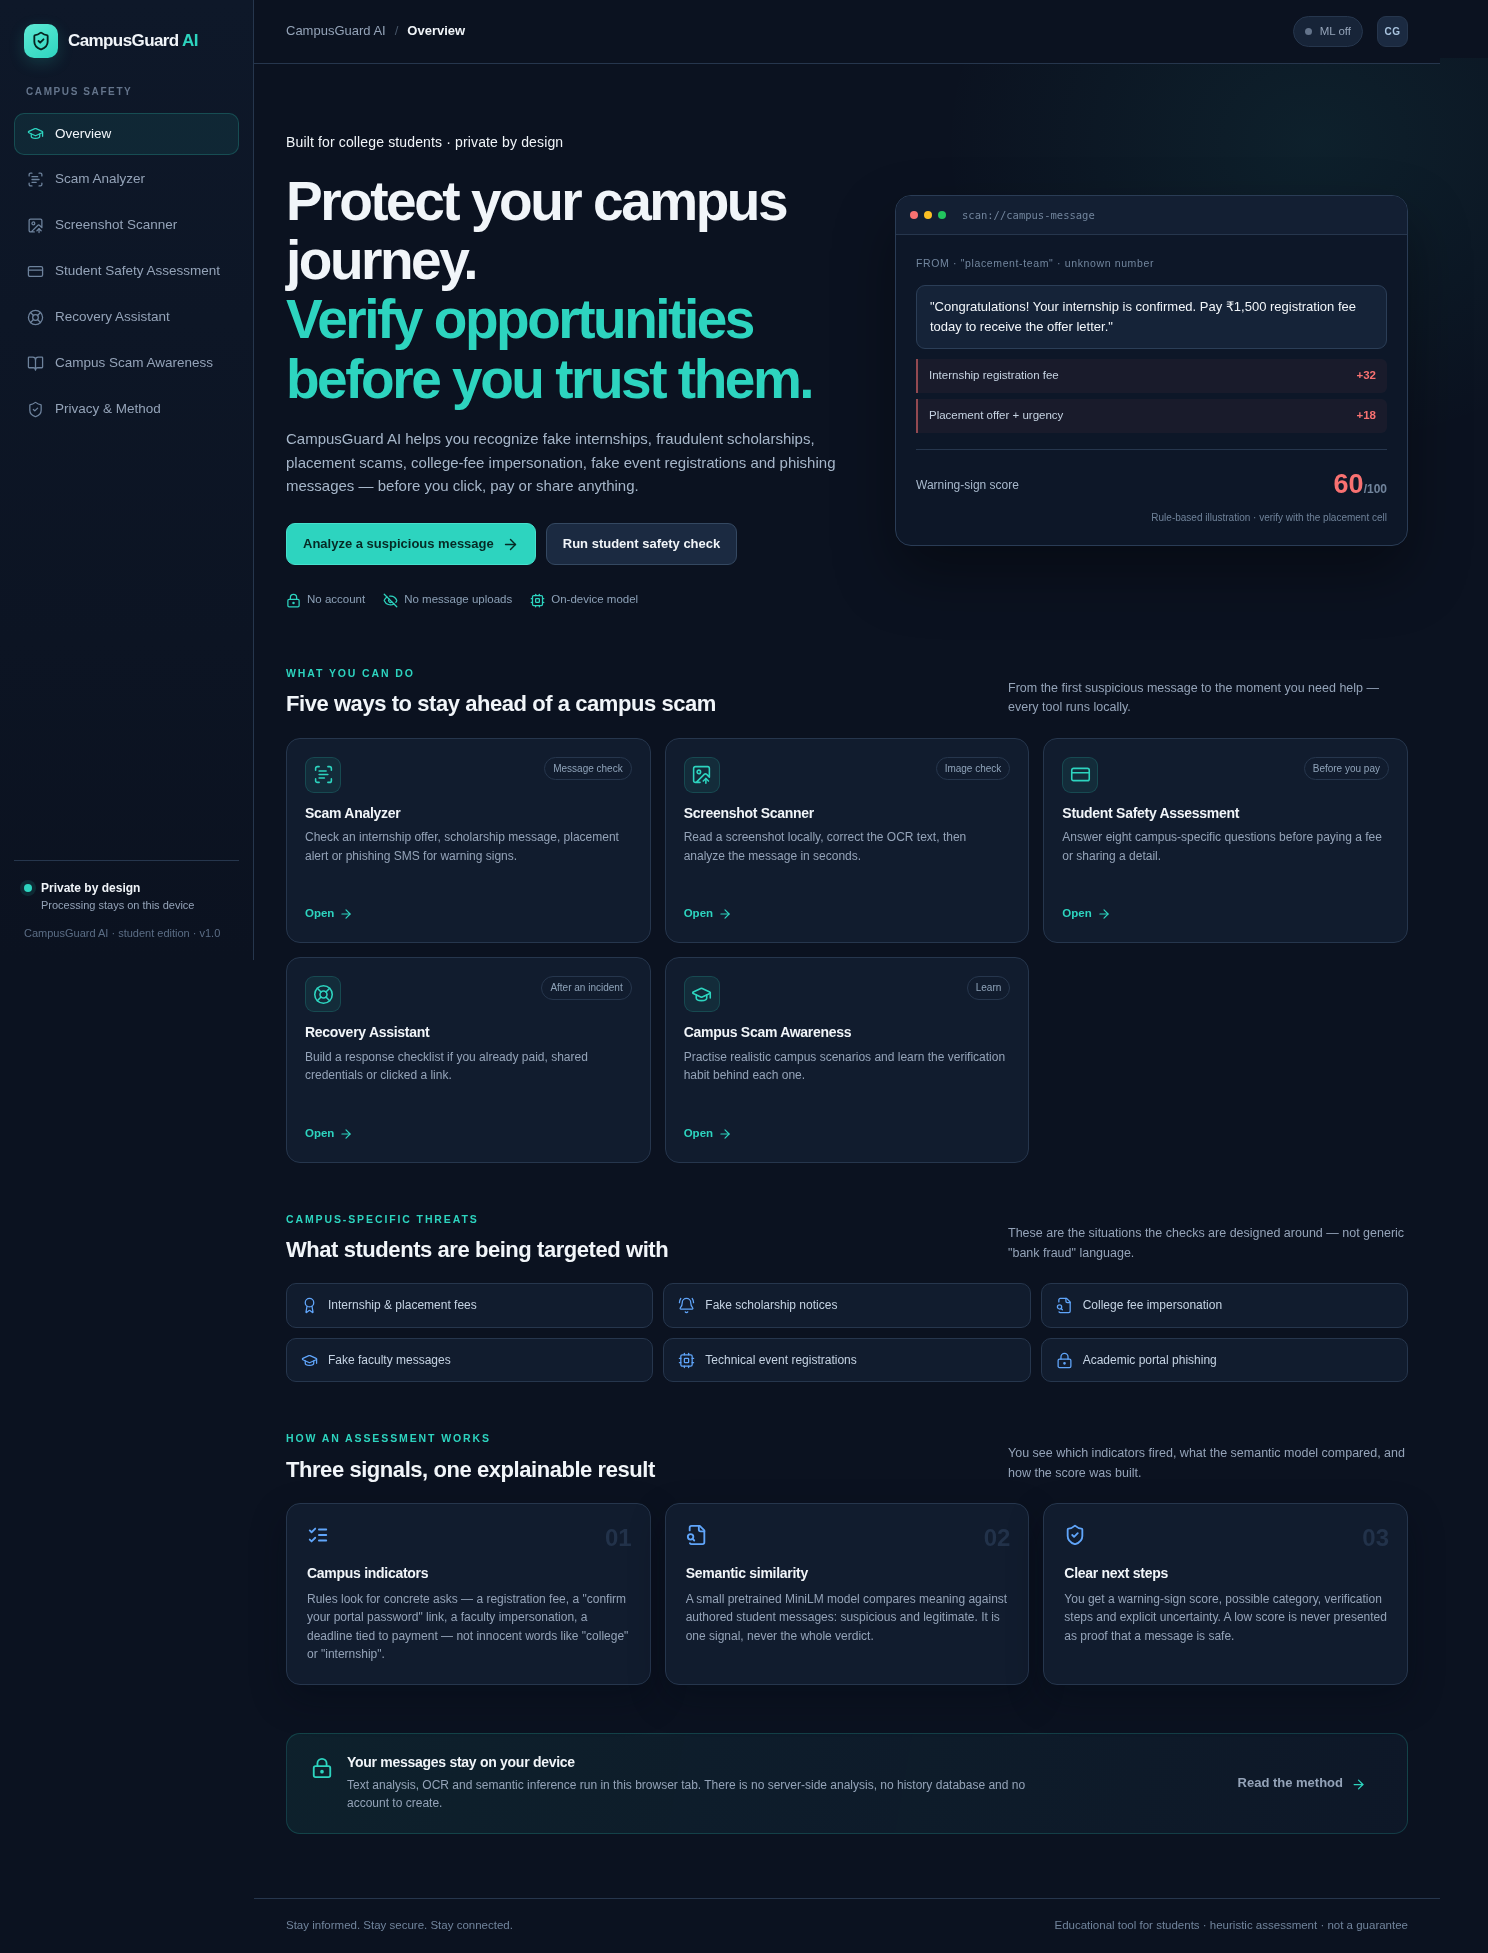 CampusGuard AI
CAMPUS SAFETY
Overview
Scam Analyzer
Screenshot Scanner
Student Safety Assessment
Recovery Assistant
Campus Scam Awareness
Privacy & Method
Private by design
Processing stays on this device
CampusGuard AI · student edition · v1.0
CampusGuard AI / Overview
ML off
CG
Built for college students · private by design
Protect your campus
journey.
Verify opportunities
before you trust them.
CampusGuard AI helps you recognize fake internships, fraudulent scholarships,
placement scams, college-fee impersonation, fake event registrations and phishing
messages — before you click, pay or share anything.
Analyze a suspicious message
Run student safety check
No account
No message uploads
On-device model
scan://campus-message
FROM · "placement-team" · unknown number
"Congratulations! Your internship is confirmed. Pay ₹1,500 registration fee
today to receive the offer letter."
Internship registration fee +32
Placement offer + urgency +18
Warning-sign score 60/100
Rule-based illustration · verify with the placement cell
WHAT YOU CAN DO
Five ways to stay ahead of a campus scam
From the first suspicious message to the moment you need help —
every tool runs locally.
Message check
Scam Analyzer
Check an internship offer, scholarship message, placement
alert or phishing SMS for warning signs.
Open
Image check
Screenshot Scanner
Read a screenshot locally, correct the OCR text, then
analyze the message in seconds.
Open
Before you pay
Student Safety Assessment
Answer eight campus-specific questions before paying a fee
or sharing a detail.
Open
After an incident
Recovery Assistant
Build a response checklist if you already paid, shared
credentials or clicked a link.
Open
Learn
Campus Scam Awareness
Practise realistic campus scenarios and learn the verification
habit behind each one.
Open
CAMPUS-SPECIFIC THREATS
What students are being targeted with
These are the situations the checks are designed around — not generic
"bank fraud" language.
Internship & placement fees
Fake scholarship notices
College fee impersonation
Fake faculty messages
Technical event registrations
Academic portal phishing
HOW AN ASSESSMENT WORKS
Three signals, one explainable result
You see which indicators fired, what the semantic model compared, and
how the score was built.
01
Campus indicators
Rules look for concrete asks — a registration fee, a "confirm
your portal password" link, a faculty impersonation, a
deadline tied to payment — not innocent words like "college"
or "internship".
02
Semantic similarity
A small pretrained MiniLM model compares meaning against
authored student messages: suspicious and legitimate. It is
one signal, never the whole verdict.
03
Clear next steps
You get a warning-sign score, possible category, verification
steps and explicit uncertainty. A low score is never presented
as proof that a message is safe.
Your messages stay on your device
Text analysis, OCR and semantic inference run in this browser tab. There is no server-side analysis, no history database and no
account to create.
Read the method
Stay informed. Stay secure. Stay connected.
Educational tool for students · heuristic assessment · not a guarantee